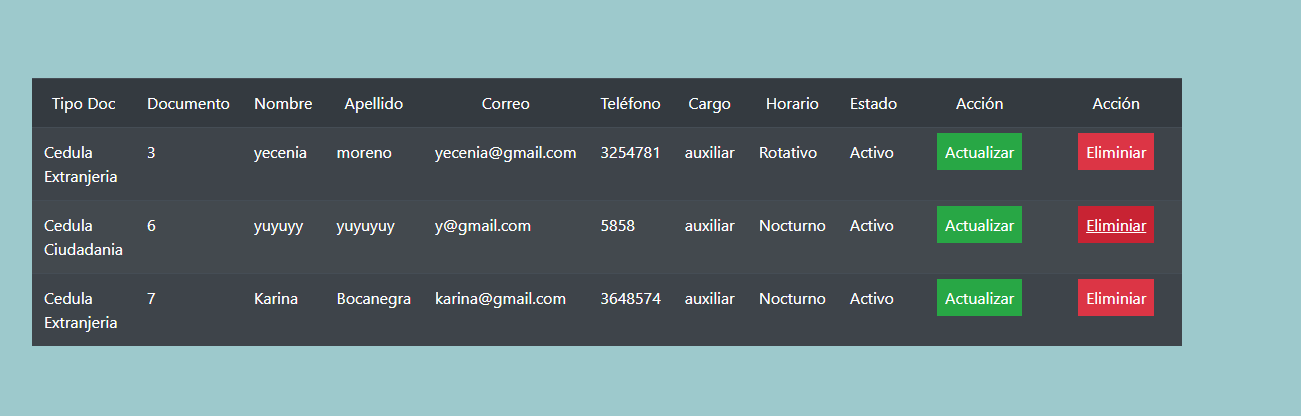 Tipo Doc Documento Nombre Apellido Correo Teléfono Cargo Horario Estado Acción Acción
Cedula 3 yecenia moreno yecenia@gmail.com 3254781 auxiliar Rotativo Activo Actualizar Eliminiar
Extranjeria
Cedula 6 yuyuyy yuyuyuy y@gmail.com 5858 auxiliar Nocturno Activo Actualizar Eliminiar
Ciudadania
Cedula 7 Karina Bocanegra karina@gmail.com 3648574 auxiliar Nocturno Activo Actualizar Eliminiar
Extranjeria